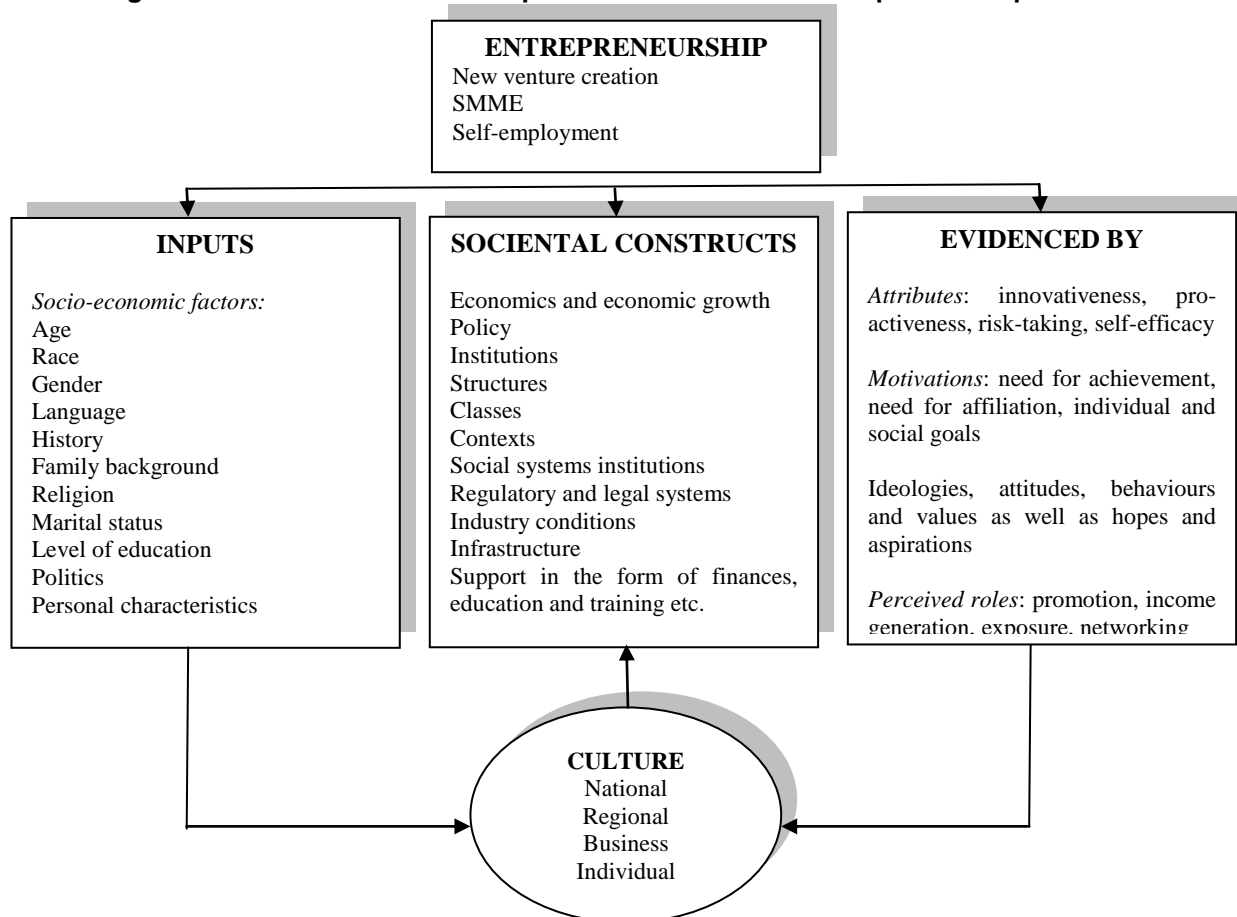 ENTREPRENEURSHIP
New venture creation
SMME
Self-employment
INPUTS
Socio-economic factors:
Age
Race
Gender
Language
History
Family background
Religion
Marital status
Level of education
Politics
Personal characteristics
SOCIENTAL CONSTRUCTS
Economics and economic growth
Policy
Institutions
Structures
Classes
Contexts
Social systems institutions
Regulatory and legal systems
Industry conditions
Infrastructure
Support in the form of finances,
education and training etc.
EVIDENCED BY
Attributes: innovativeness, pro-
activeness, risk-taking, self-efficacy
Motivations: need for achievement,
need for affiliation, individual and
social goals
Ideologies, attitudes, behaviours
and values as well as hopes and
aspirations
Perceived roles: promotion, income
generation, exposure, networking
CULTURE
National
Regional
Business
Individual